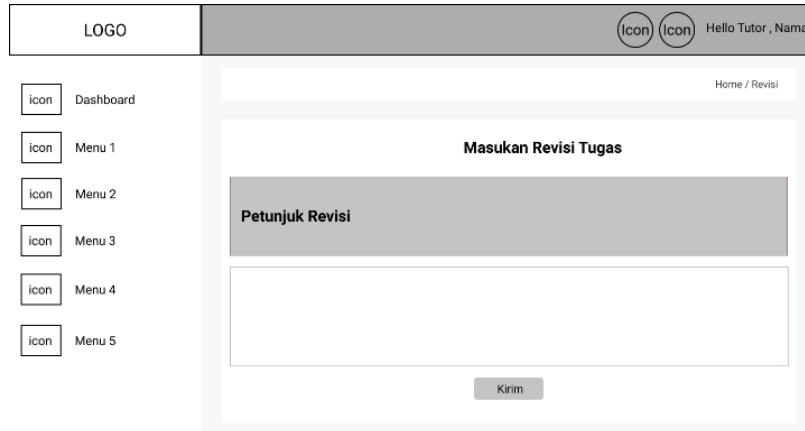 LOGO
Icon
Icon
Hello Tutor , Nama
Home / Revisi
icon
Dashboard
icon
Menu 1
icon
Menu 2
icon
Menu 3
icon
Menu 4
icon
Menu 5
Masukan Revisi Tugas
Petunjuk Revisi
Kirim